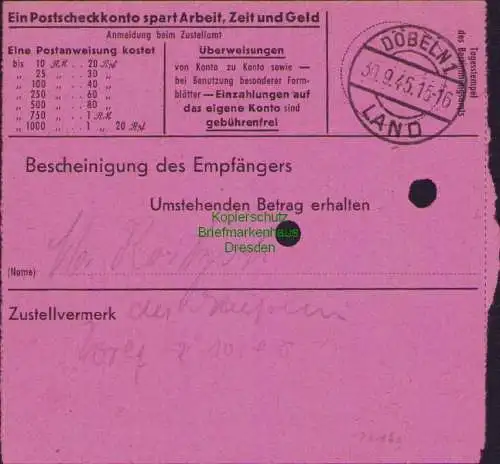 Ein Postscheckkonto spart Arbeit, Zeit und Geld
Anmeldung beim Zustellamt
Eine Postanweisung kostet
bis 10 RM . . 20 Rpf
„ 25 „ . . 30 „
„ 100 „ . . 40 „
„ 250 „ . . 60 „
„ 500 „ . . 80 „
„ 750 „ . . 1 RM
„ 1000 „ . . 1 „ 20 Rpf.
Überweisungen
von Konto zu Konto sowie —
bei Benutzung besonderer Form-
blätter — Einzahlungen auf
das eigene Konto sind
gebührenfrei
DÖBELN 1
30.9.45.15-16
LAND
Tagesstempel
des
Bescheinigung des Empfängers
Umstehenden Betrag erhalten
Kopierschutz
Briefmarkenhaus
Dresden
(Name)
Zustellvermerk